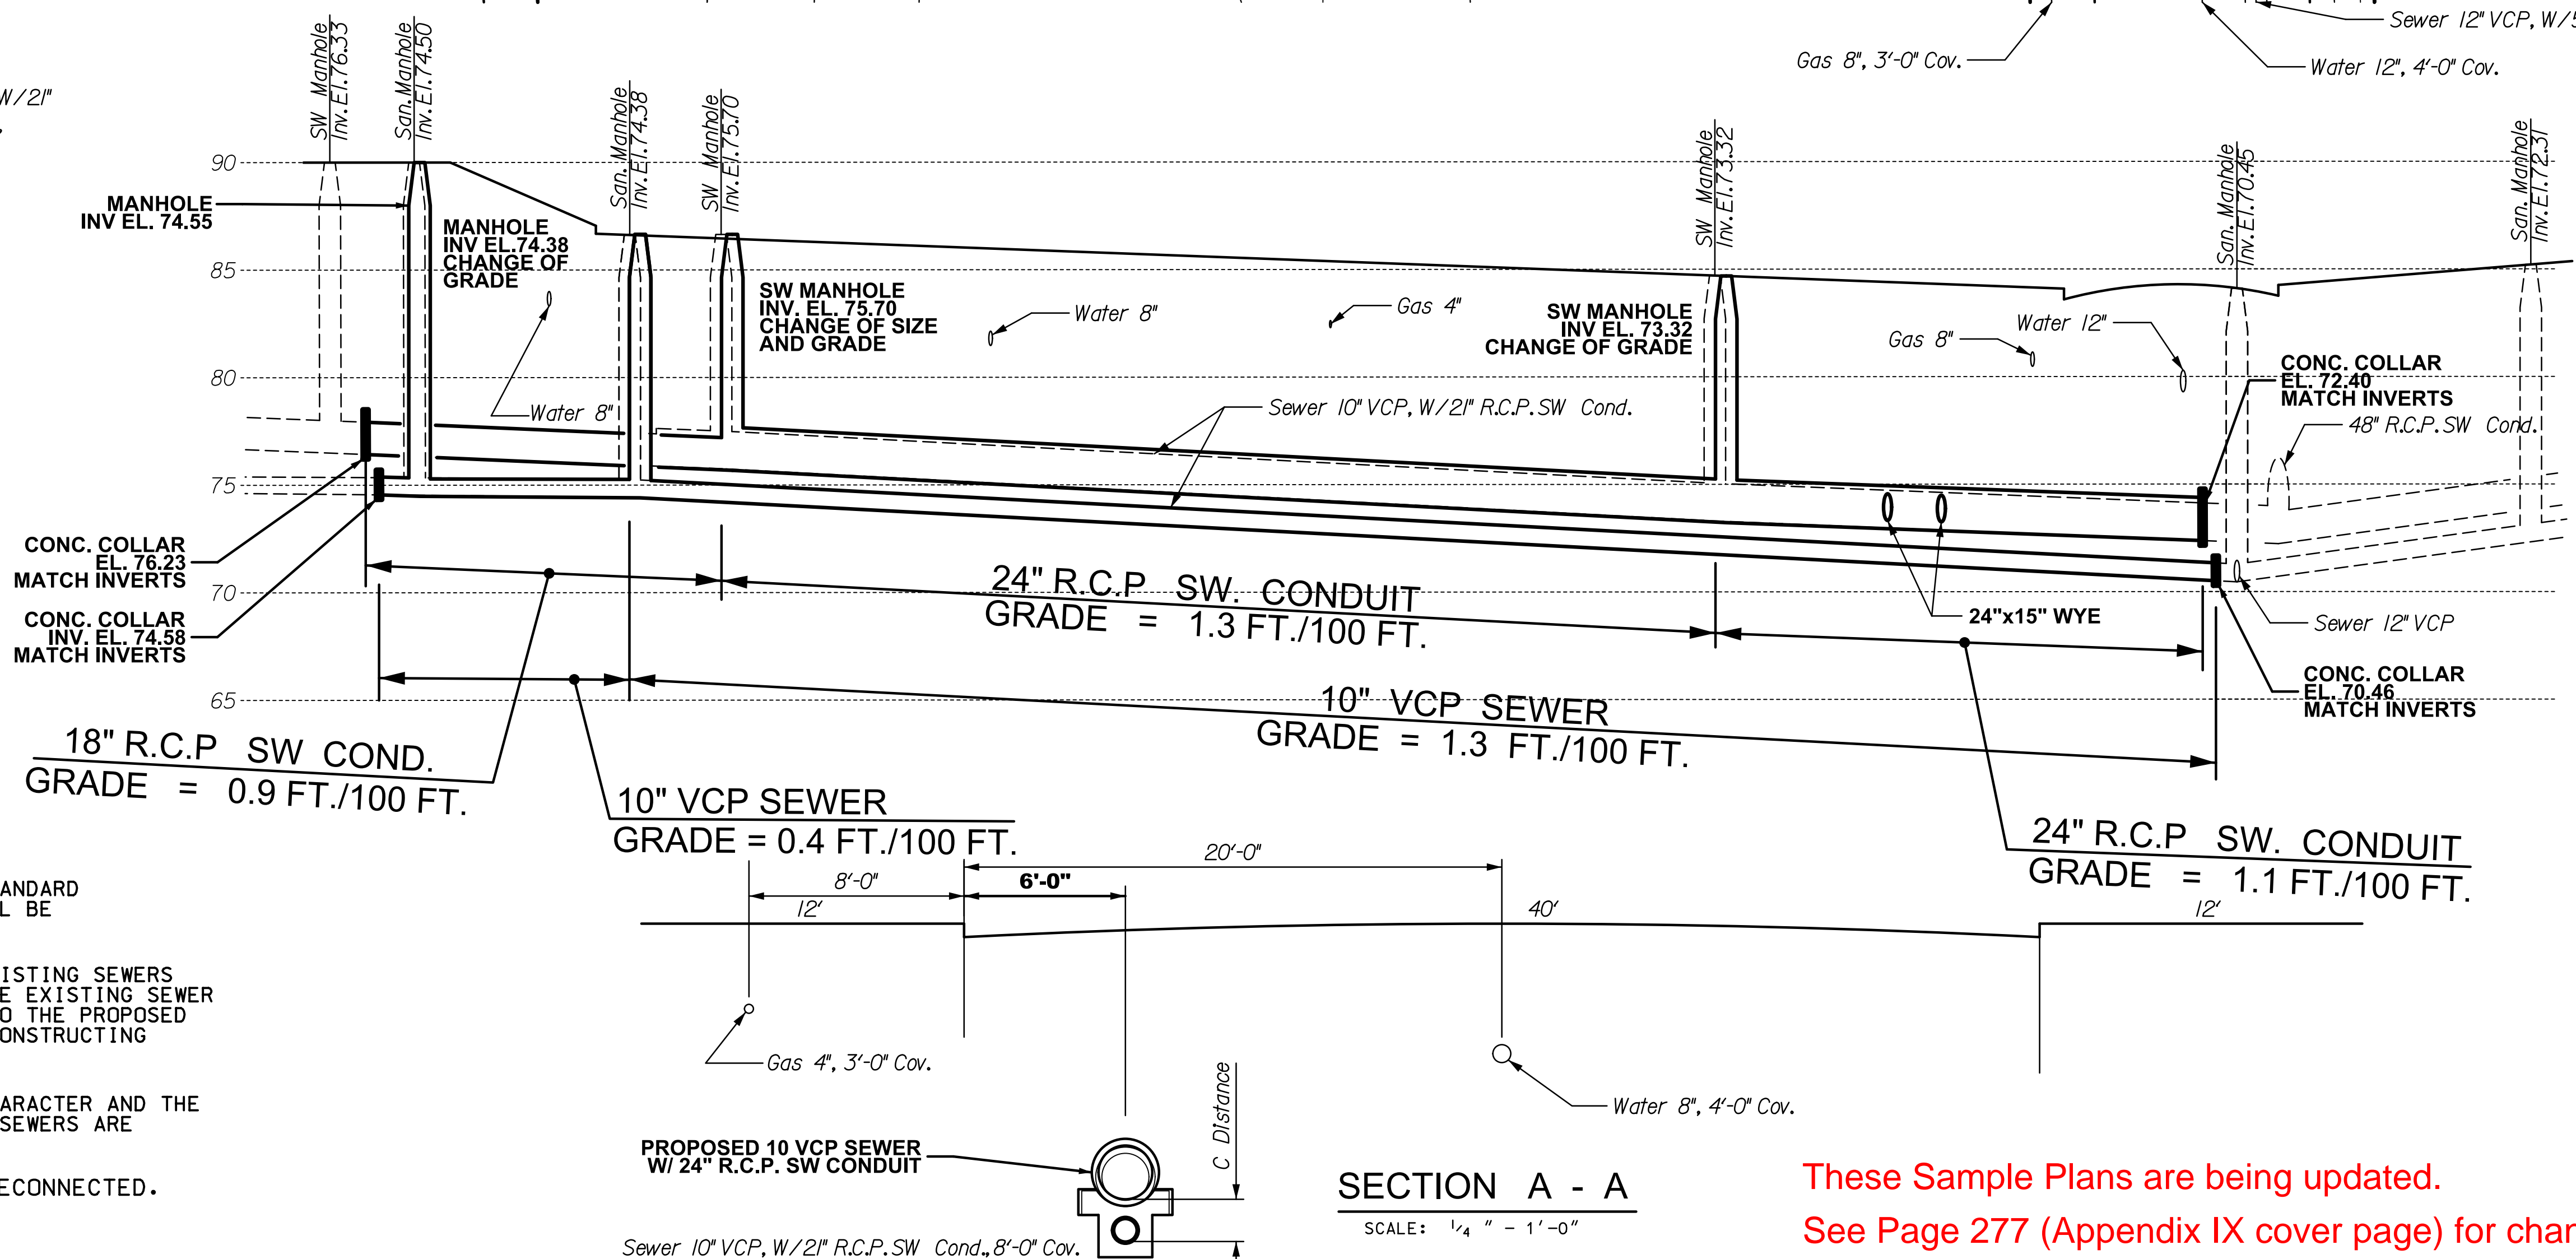 Sewer 12" VCP, W/
Gas 8", 3'-0" Cov.
Water 12", 4'-0" Cov.
W/21"
SW Manhole
Inv.El.76.33
San.Manhole
Inv.El.74.50
San.Manhole
Inv.El.74.38
SW Manhole
Inv.El.75.70
SW Manhole
Inv.El.73.32
San.Manhole
Inv.El.70.45
San.Manhole
Inv.El.72.31
90
85
80
75
70
65
MANHOLE
INV EL. 74.55
MANHOLE
INV EL.74.38
CHANGE OF
GRADE
SW MANHOLE
INV. EL. 75.70
CHANGE OF SIZE
AND GRADE
Water 8"
Water 8"
Gas 4"
SW MANHOLE
INV EL. 73.32
CHANGE OF GRADE
Gas 8"
Water 12"
CONC. COLLAR
EL. 72.40
MATCH INVERTS
48" R.C.P. SW Cond.
Sewer 10" VCP, W/21" R.C.P. SW Cond.
CONC. COLLAR
EL. 76.23
MATCH INVERTS
CONC. COLLAR
INV. EL. 74.58
MATCH INVERTS
24" R.C.P SW. CONDUIT
GRADE = 1.3 FT./100 FT.
24"x15" WYE
Sewer 12" VCP
CONC. COLLAR
EL. 70.46
MATCH INVERTS
10" VCP SEWER
GRADE = 1.3 FT./100 FT.
18" R.C.P SW COND.
GRADE = 0.9 FT./100 FT.
10" VCP SEWER
GRADE = 0.4 FT./100 FT.
24" R.C.P SW. CONDUIT
GRADE = 1.1 FT./100 FT.
ANDARD
L BE
ISTING SEWERS
E EXISTING SEWER
O THE PROPOSED
ONSTRUCTING
ARACTER AND THE
SEWERS ARE
ECONNECTED.
20'-0"
8'-0"
6'-0"
12'
40'
12'
Gas 4", 3'-0" Cov.
Water 8", 4'-0" Cov.
C Distance
PROPOSED 10 VCP SEWER
W/ 24" R.C.P. SW CONDUIT
Sewer 10" VCP, W/21" R.C.P. SW Cond., 8'-0" Cov.
SECTION A - A
SCALE: 1/4 " - 1'-0"
These Sample Plans are being updated.
See Page 277 (Appendix IX cover page) for chan